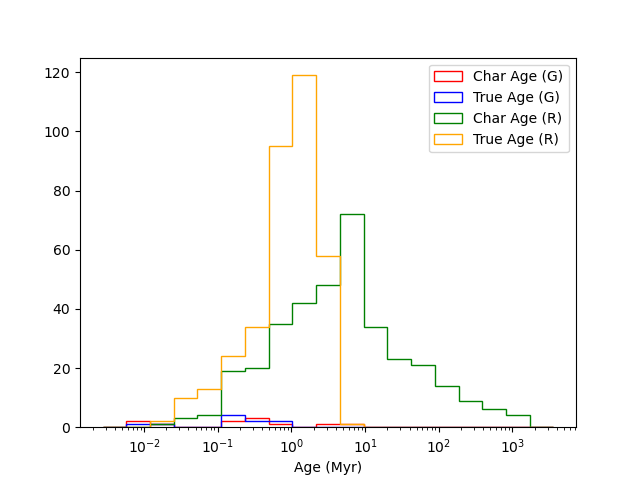 120
100
80
60
40
20
0
Char Age (G)
True Age (G)
Char Age (R)
True Age (R)
10⁻²
10⁻¹
10⁰
10¹
10²
10³
Age (Myr)